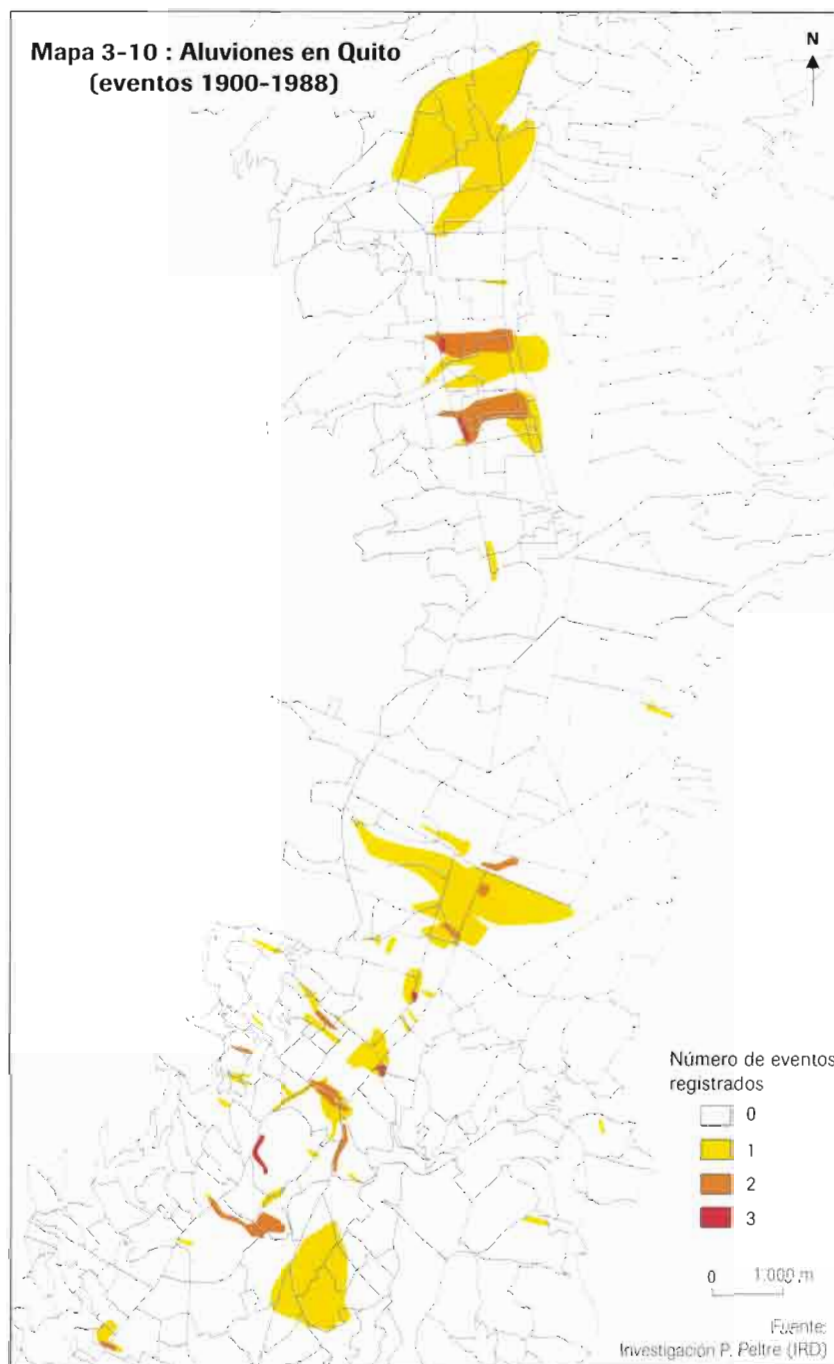 Mapa 3-10 : Aluviones en Quito
(eventos 1900-1988)
N
Número de eventos
registrados
0
1
2
3
0 1.000 m
Fuente:
Investigación P. Peltre (IRD)